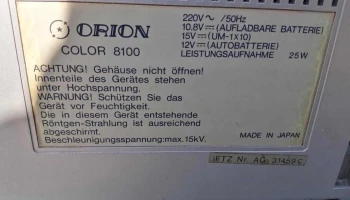 ORION
COLOR 8100
220V ~ /50Hz
10.8V ⎓ (AUFLADBARE BATTERIE)
15V ⎓ (UM-1X10)
12V ⎓ (AUTOBATTERIE)
LEISTUNGSAUFNAHME 25W
ACHTUNG! Gehäuse nicht öffnen!
Innenteile des Gerätes stehen
unter Hochspannung.
WARNUNG! Schützen Sie das
Gerät vor Feuchtigkeit.
Die in diesem Gerät entstehende
Röntgen-Strahlung ist ausreichend
abgeschirmt.
Beschleunigungsspannung: max. 15kV.
MADE IN JAPAN